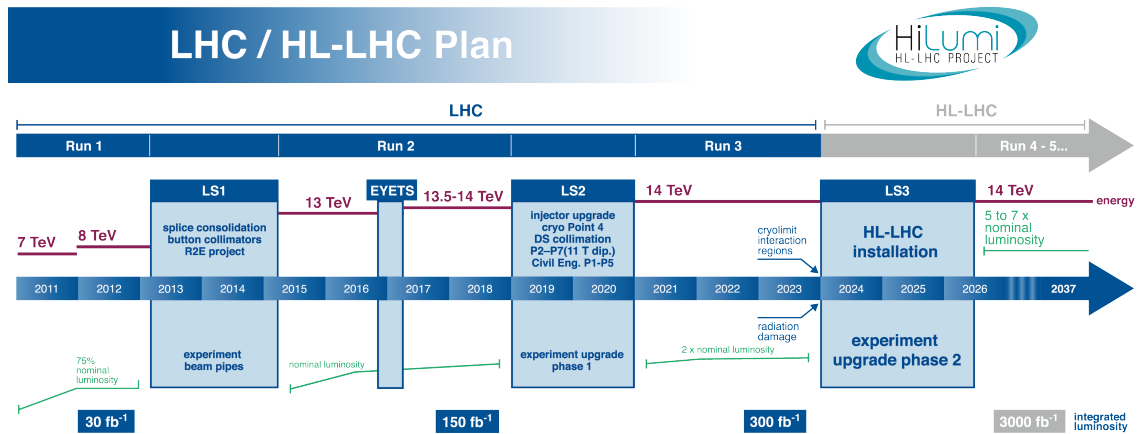 LHC / HL-LHC Plan
HiLumi
HL-LHC PROJECT
LHC
HL-LHC
Run 1
Run 2
Run 3
Run 4 - 5...
LS1
EYETS
LS2
LS3
7 TeV
8 TeV
13 TeV
13.5-14 TeV
14 TeV
14 TeV
energy
splice consolidation
button collimators
R2E project
injector upgrade
cryo Point 4
DS collimation
P2–P7(11 T dip.)
Civil Eng. P1-P5
cryolimit
interaction
regions
HL-LHC
installation
5 to 7 x
nominal
luminosity
2011
2012
2013
2014
2015
2016
2017
2018
2019
2020
2021
2022
2023
2024
2025
2026
2037
75%
nominal
luminosity
experiment
beam pipes
nominal luminosity
experiment upgrade
phase 1
2 x nominal luminosity
radiation
damage
experiment
upgrade phase 2
30 fb⁻¹
150 fb⁻¹
300 fb⁻¹
3000 fb⁻¹
integrated
luminosity